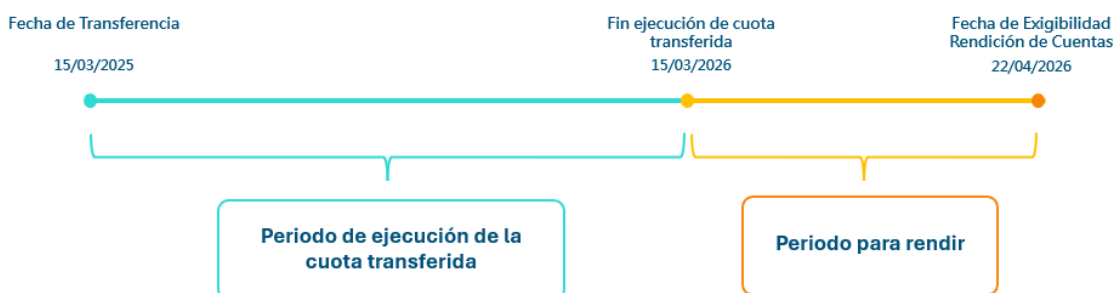 Fecha de Transferencia
15/03/2025
Fin ejecución de cuota
transferida
15/03/2026
Fecha de Exigibilidad
Rendición de Cuentas
22/04/2026
Periodo de ejecución de la
cuota transferida
Periodo para rendir